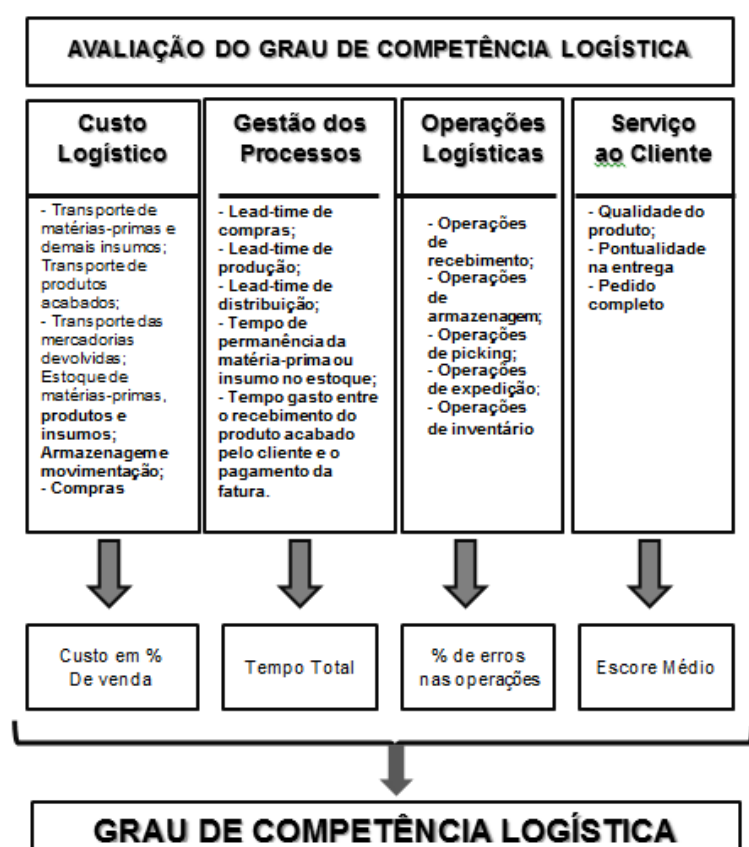 AVALIAÇÃO DO GRAU DE COMPETÊNCIA LOGÍSTICA
Custo
Logístico
- Transporte de
matérias-primas e
demais insumos;
Transporte de
produtos
acabados;
- Transporte das
mercadorias
devolvidas;
Estoque de
matérias-primas,
produtos e
insumos;
Armazenagem e
movimentação;
- Compras
Gestão dos
Processos
- Lead-time de
compras;
- Lead-time de
produção;
- Lead-time de
distribuição;
- Tempo de
permanência da
matéria-prima ou
insumo no estoque;
- Tempo gasto entre
o recebimento do
produto acabado
pelo cliente e o
pagamento da
fatura.
Operações
Logísticas
- Operações
de
recebimento;
- Operações
de
armazenagem;
- Operações
de picking;
- Operações
de expedição;
- Operações
de inventário
Serviço
ao Cliente
- Qualidade do
produto;
- Pontualidade
na entrega
- Pedido
completo
Custo em %
De venda
Tempo Total
% de erros
nas operações
Escore Médio
GRAU DE COMPETÊNCIA LOGÍSTICA